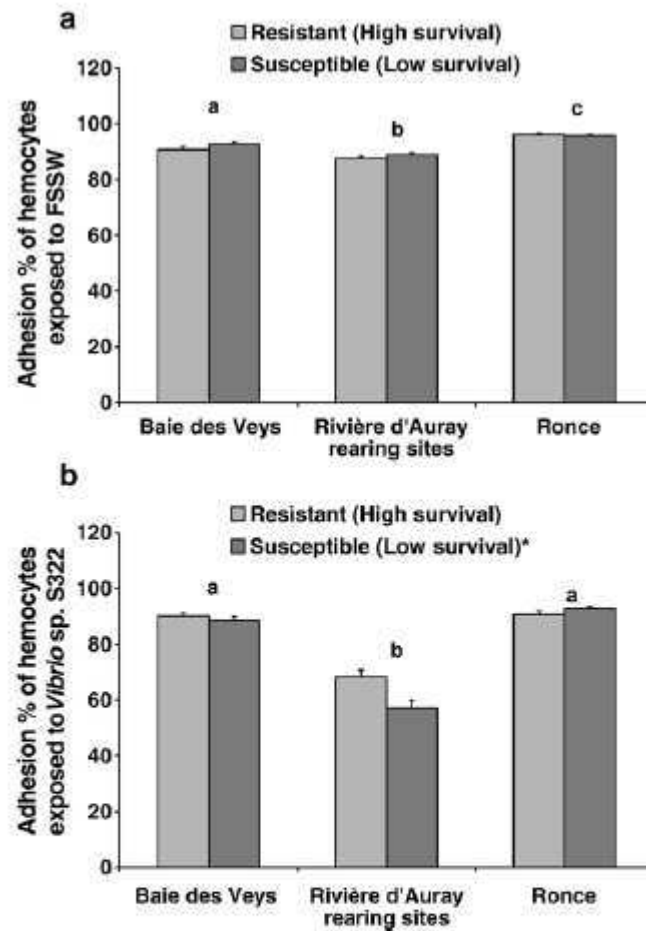 a
Resistant (High survival)
Susceptible (Low survival)
Adhesion % of hemocytes
exposed to FSSW
120
100
80
60
40
20
0
a
b
c
Baie des Veys
Rivière d'Auray
rearing sites
Ronce
b
Resistant (High survival)
Susceptible (Low survival)*
Adhesion % of hemocytes
exposed to Vibrio sp. S322
120
100
80
60
40
20
0
a
b
a
Baie des Veys
Rivière d'Auray
rearing sites
Ronce